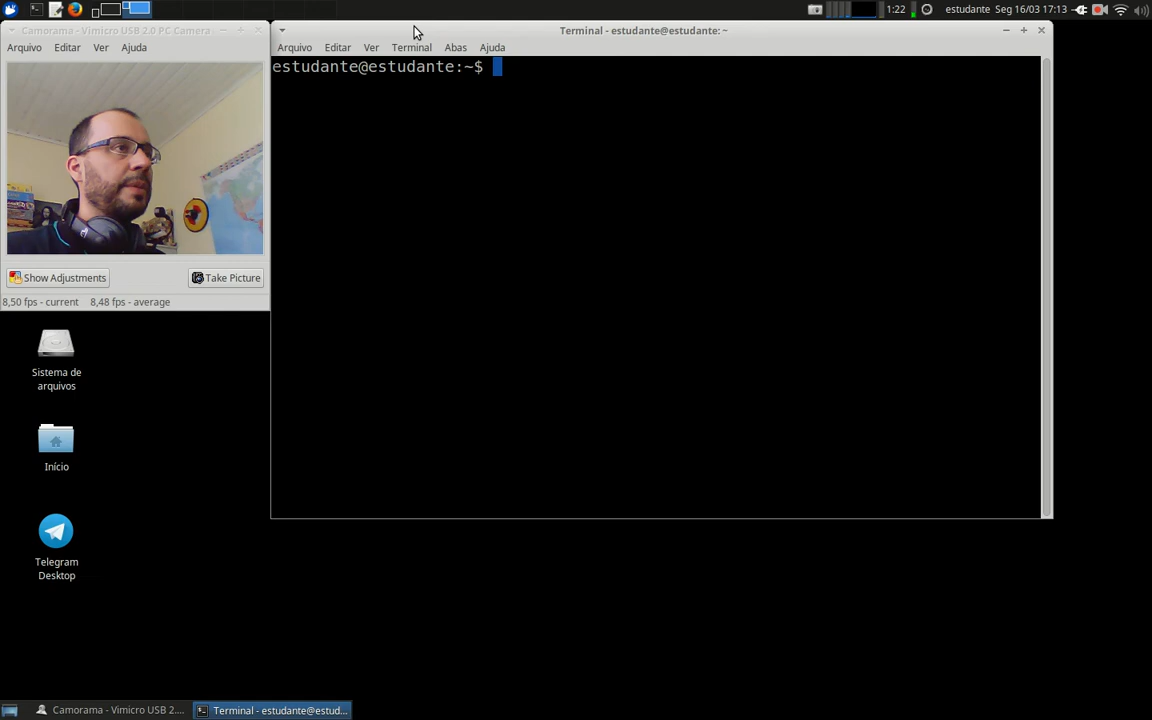 1:22
estudante Seg 16/03 17:13
Camorama - Vimicro USB 2.0 PC Camera
Arquivo Editar Ver Ajuda
Show Adjustments
Take Picture
8,50 fps - current 8,48 fps - average
Terminal - estudante@estudante: ~
Arquivo Editar Ver Terminal Abas Ajuda
estudante@estudante:~$
Sistema de
arquivos
Início
Telegram
Desktop
Camorama - Vimicro USB 2....
Terminal - estudante@estud...